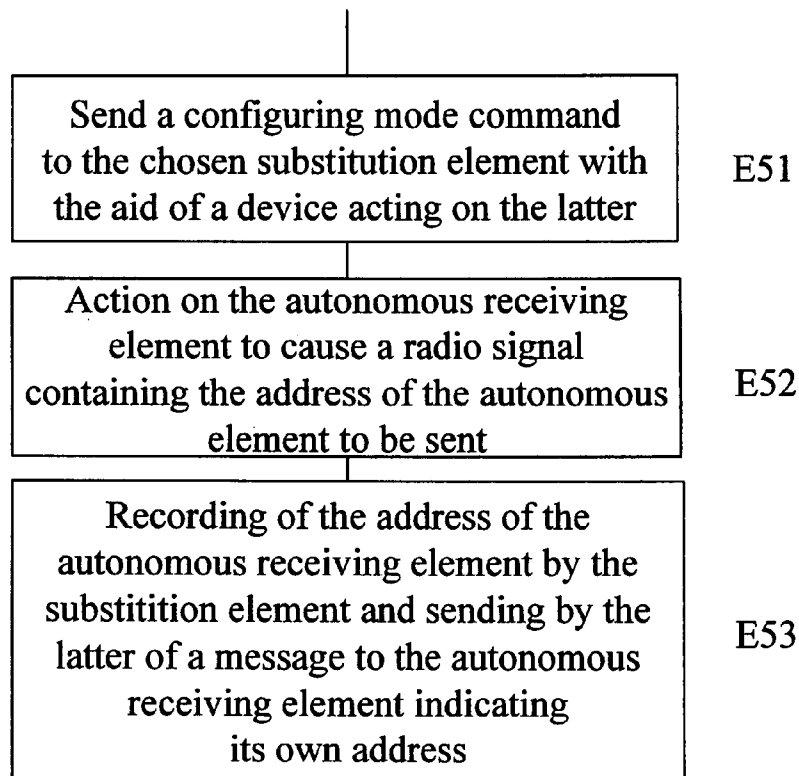 Send a configuring mode command
to the chosen substitution element with
the aid of a device acting on the latter
E51
Action on the autonomous receiving
element to cause a radio signal
containing the address of the autonomous
element to be sent
E52
Recording of the address of the
autonomous receiving element by the
substitition element and sending by the
latter of a message to the autonomous
receiving element indicating
its own address
E53